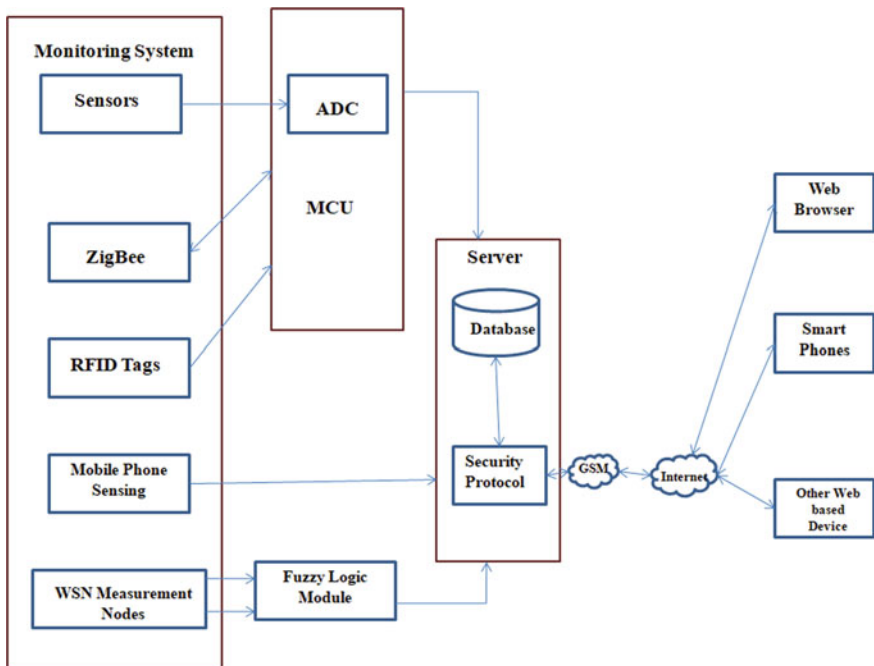 Monitoring System
Sensors
ADC
MCU
ZigBee
RFID Tags
Mobile Phone
Sensing
WSN Measurement
Nodes
Fuzzy Logic
Module
Server
Database
Security
Protocol
GSM
Internet
Web
Browser
Smart
Phones
Other Web
based
Device